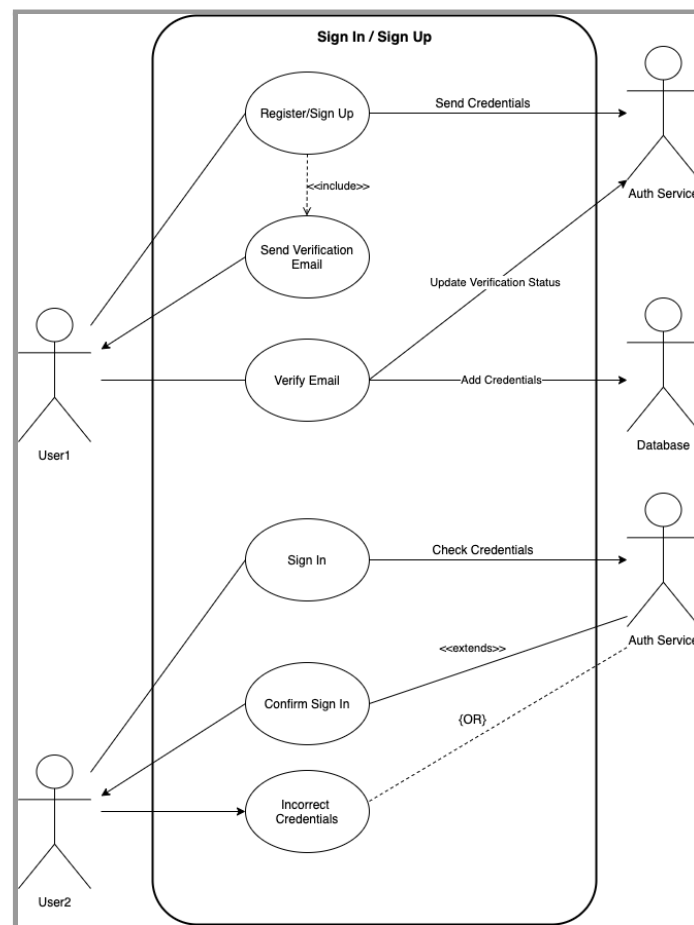 Sign In / Sign Up
Register/Sign Up
Send Credentials
Auth Service
<<include>>
Send Verification
Email
Update Verification Status
User1
Verify Email
Add Credentials
Database
Sign In
Check Credentials
Auth Service
<<extends>>
Confirm Sign In
{OR}
Incorrect
Credentials
User2